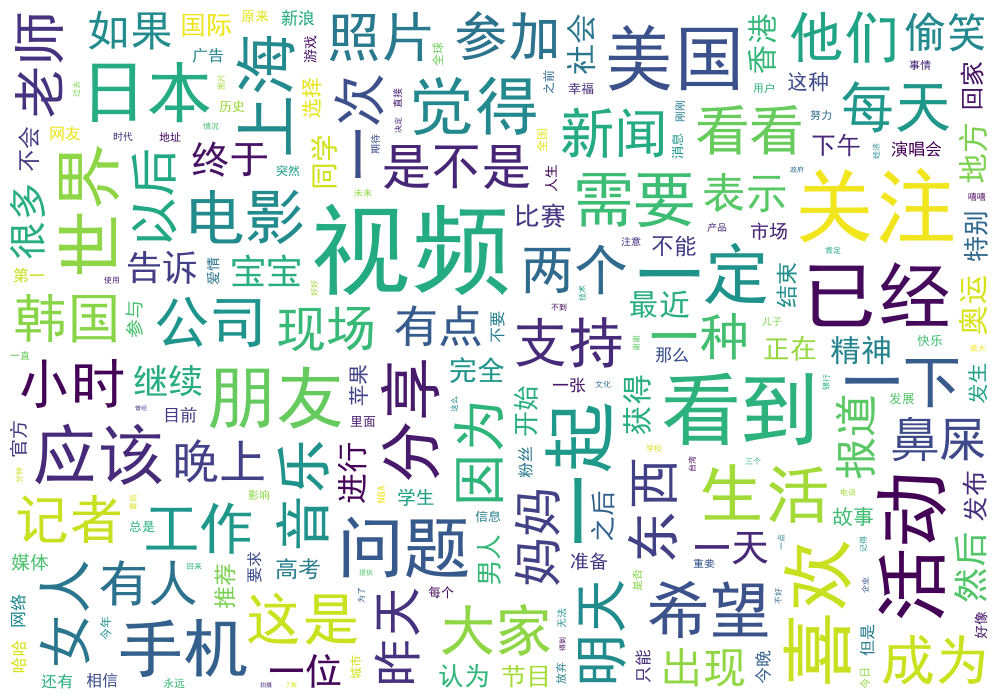 老师
如果
国际
原来
新浪
广告
上海
游戏
照片
全球
参加
之前
社会
幸福
美国
香港
用户
他们
这种
偷笑
事情
回家
日本
过去
图片
历史
情况
选择
一次
直接
决定
期待
觉得
全国
新闻
刚刚
消息
看看
努力
每天
下午
经济
演唱会
地方
不会
网友
时代
地址
终于
突然
同学
是不是
人生
未来
需要
表示
政府
关注
嘻嘻
特别
很多
世界
以后
电影
视频
比赛
注意
不能
产品
市场
肯定
第一
使用
告诉
爱情
宝宝
好好
两个
技术
一定
结束
已经
奥运
韩国
参与
公司
现场
有点
不要
不到
支持
谢谢
最近
一种
那么
儿子
正在
精神
快乐
最大
一直
小时
继续
曾经
目前
朋友
苹果
里面
分享
完全
这么
一张
文化
开始
获得
看到
银行
一下
发展
发生
官方
分钟
应该
晚上
音乐
进行
因为
粉丝
一起
学校
台湾
三个
报道
鼻屎
记者
最后
总是
工作
影响
NBA
学生
信息
妈妈
之后
东西
生活
电话
故事
活动
发布
媒体
回来
推荐
要求
高考
问题
提供
男人
准备
是否
重要
一天
一点
记得
然后
网络
女人
今年
有人
这是
为了
昨天
每个
大家
无法
明天
希望
不好
喜欢
企业
但是
好像
哈哈
还有
相信
手机
永远
一位
拍摄
了解
城市
认为
节目
得到
放弃
只能
出现
今晚
今日
成为